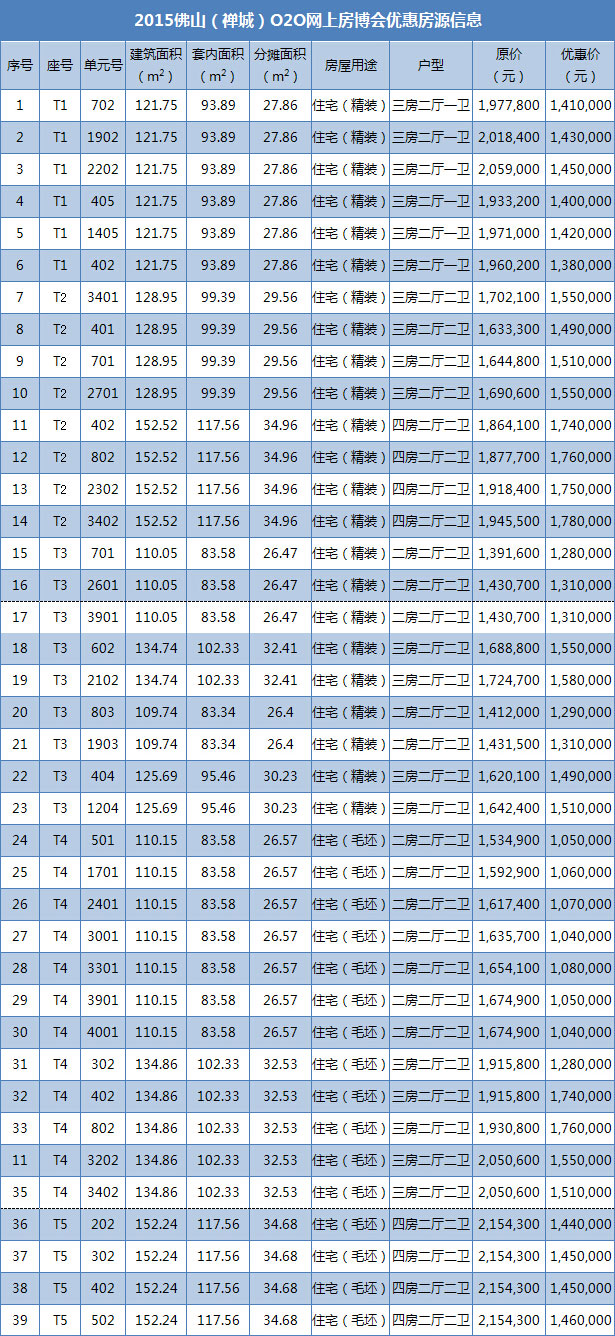 2015佛山（禅城）O2O网上房博会优惠房源信息
序号 座号 单元号 建筑面积（m²） 套内面积（m²） 分摊面积（m²） 房屋用途 户型 原价（元） 优惠价（元）
1 T1 702 121.75 93.89 27.86 住宅（精装） 三房二厅一卫 1,977,800 1,410,000
2 T1 1902 121.75 93.89 27.86 住宅（精装） 三房二厅一卫 2,018,400 1,430,000
3 T1 2202 121.75 93.89 27.86 住宅（精装） 三房二厅一卫 2,059,000 1,450,000
4 T1 405 121.75 93.89 27.86 住宅（精装） 三房二厅一卫 1,933,200 1,400,000
5 T1 1405 121.75 93.89 27.86 住宅（精装） 三房二厅一卫 1,971,000 1,420,000
6 T1 402 121.75 93.89 27.86 住宅（精装） 三房二厅一卫 1,960,200 1,380,000
7 T2 3401 128.95 99.39 29.56 住宅（精装） 三房二厅二卫 1,702,100 1,550,000
8 T2 401 128.95 99.39 29.56 住宅（精装） 三房二厅二卫 1,633,300 1,490,000
9 T2 701 128.95 99.39 29.56 住宅（精装） 三房二厅二卫 1,644,800 1,510,000
10 T2 2701 128.95 99.39 29.56 住宅（精装） 三房二厅二卫 1,690,600 1,550,000
11 T2 402 152.52 117.56 34.96 住宅（精装） 四房二厅二卫 1,864,100 1,740,000
12 T2 802 152.52 117.56 34.96 住宅（精装） 四房二厅二卫 1,877,700 1,760,000
13 T2 2302 152.52 117.56 34.96 住宅（精装） 四房二厅二卫 1,918,400 1,750,000
14 T2 3402 152.52 117.56 34.96 住宅（精装） 四房二厅二卫 1,945,500 1,780,000
15 T3 701 110.05 83.58 26.47 住宅（精装） 二房二厅二卫 1,391,600 1,280,000
16 T3 2601 110.05 83.58 26.47 住宅（精装） 二房二厅二卫 1,430,700 1,310,000
17 T3 3901 110.05 83.58 26.47 住宅（精装） 二房二厅二卫 1,430,700 1,310,000
18 T3 602 134.74 102.33 32.41 住宅（精装） 三房二厅二卫 1,688,800 1,550,000
19 T3 2102 134.74 102.33 32.41 住宅（精装） 三房二厅二卫 1,724,700 1,580,000
20 T3 803 109.74 83.34 26.4 住宅（精装） 二房二厅二卫 1,412,000 1,290,000
21 T3 1903 109.74 83.34 26.4 住宅（精装） 二房二厅二卫 1,431,500 1,310,000
22 T3 404 125.69 95.46 30.23 住宅（精装） 三房二厅二卫 1,620,100 1,490,000
23 T3 1204 125.69 95.46 30.23 住宅（精装） 三房二厅二卫 1,642,400 1,510,000
24 T4 501 110.15 83.58 26.57 住宅（毛坯） 二房二厅二卫 1,534,900 1,050,000
25 T4 1701 110.15 83.58 26.57 住宅（毛坯） 二房二厅二卫 1,592,900 1,060,000
26 T4 2401 110.15 83.58 26.57 住宅（毛坯） 二房二厅二卫 1,617,400 1,070,000
27 T4 3001 110.15 83.58 26.57 住宅（毛坯） 二房二厅二卫 1,635,700 1,040,000
28 T4 3301 110.15 83.58 26.57 住宅（毛坯） 二房二厅二卫 1,654,100 1,080,000
29 T4 3901 110.15 83.58 26.57 住宅（毛坯） 二房二厅二卫 1,674,900 1,050,000
30 T4 4001 110.15 83.58 26.57 住宅（毛坯） 二房二厅二卫 1,674,900 1,040,000
31 T4 302 134.86 102.33 32.53 住宅（毛坯） 三房二厅二卫 1,915,800 1,280,000
32 T4 402 134.86 102.33 32.53 住宅（毛坯） 三房二厅二卫 1,915,800 1,740,000
33 T4 802 134.86 102.33 32.53 住宅（毛坯） 三房二厅二卫 1,930,800 1,760,000
11 T4 3202 134.86 102.33 32.53 住宅（毛坯） 三房二厅二卫 2,050,600 1,550,000
35 T4 3402 134.86 102.33 32.53 住宅（毛坯） 三房二厅二卫 2,050,600 1,510,000
36 T5 202 152.24 117.56 34.68 住宅（毛坯） 四房二厅二卫 2,154,300 1,440,000
37 T5 302 152.24 117.56 34.68 住宅（毛坯） 四房二厅二卫 2,154,300 1,450,000
38 T5 402 152.24 117.56 34.68 住宅（毛坯） 四房二厅二卫 2,154,300 1,450,000
39 T5 502 152.24 117.56 34.68 住宅（毛坯） 四房二厅二卫 2,154,300 1,460,000